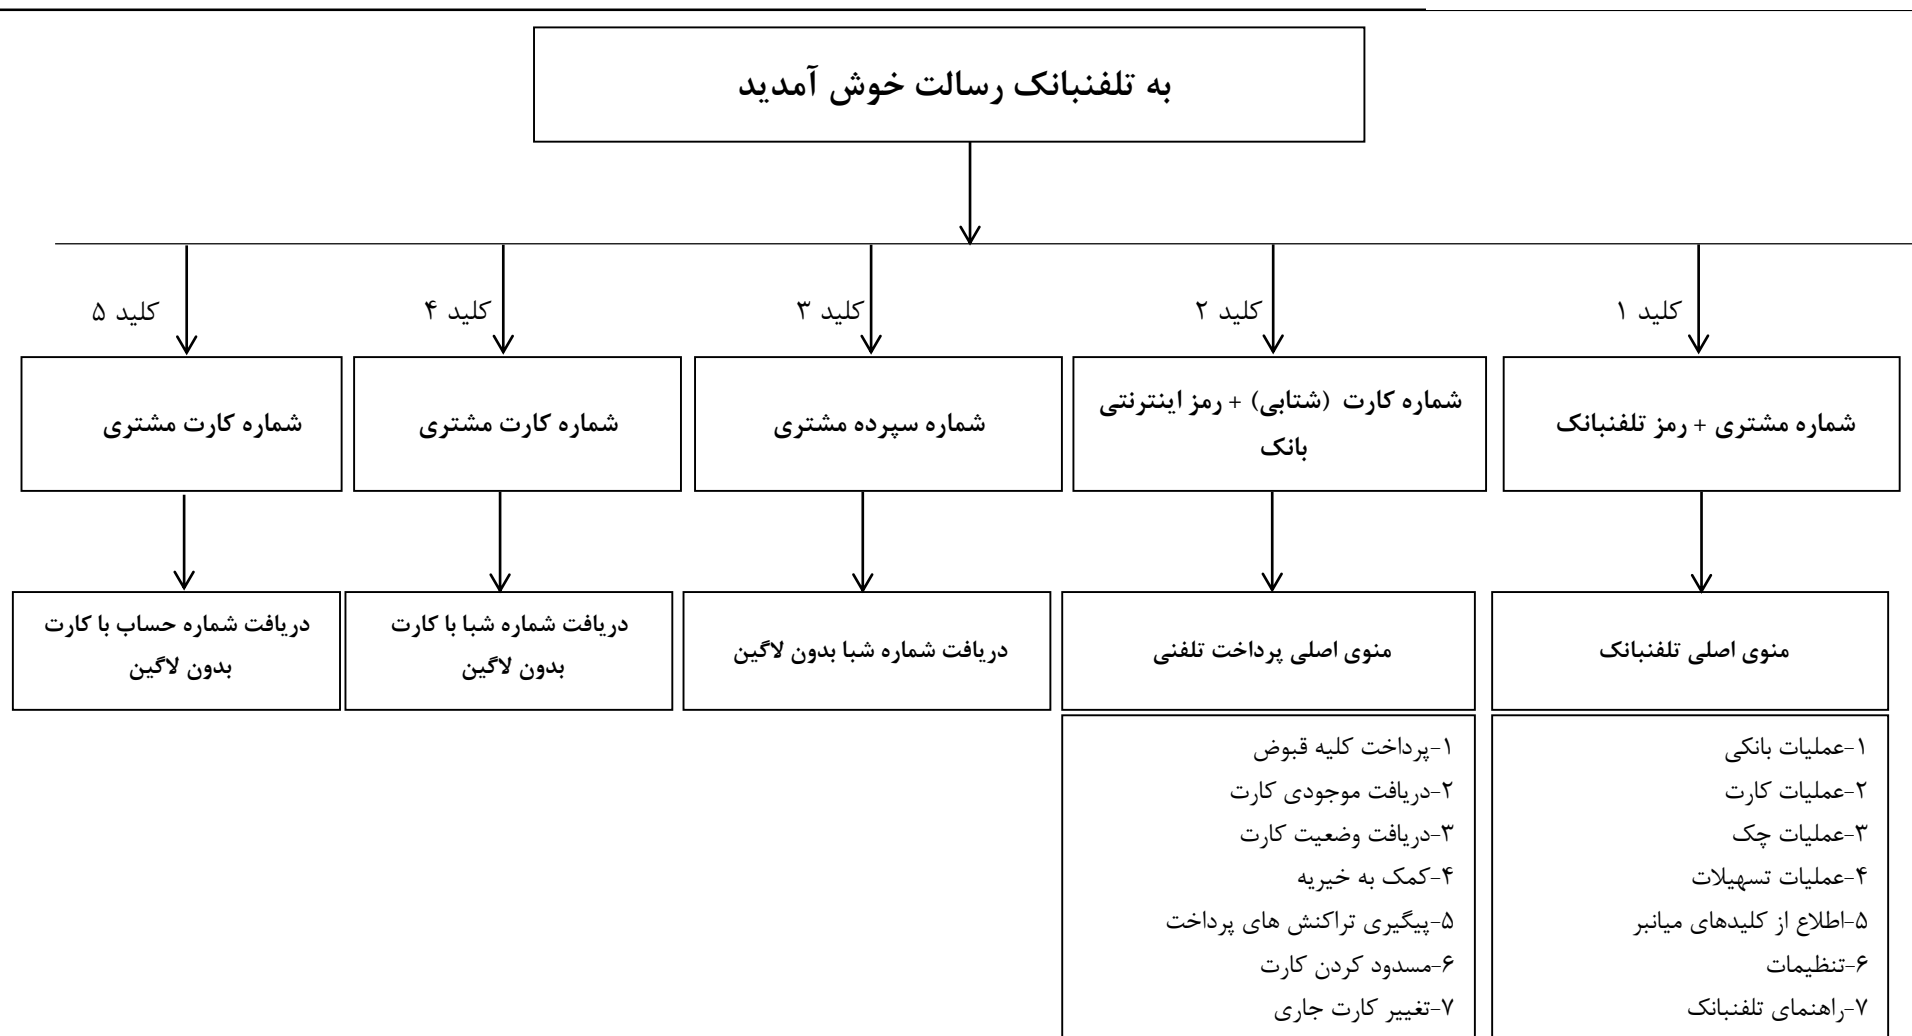 به تلفنبانک رسالت خوش آمدید
کلید ۱
کلید ۲
کلید ۳
کلید ۴
کلید ۵
شماره مشتری + رمز تلفنبانک
شماره کارت (شتابی) + رمز اینترنتی
بانک
شماره سپرده مشتری
شماره کارت مشتری
شماره کارت مشتری
منوی اصلی تلفنبانک
منوی اصلی پرداخت تلفنی
دریافت شماره شبا بدون لاگین
دریافت شماره شبا با کارت
بدون لاگین
دریافت شماره حساب با کارت
بدون لاگین
۱-عملیات بانکی
۲-عملیات کارت
۳-عملیات چک
۴-عملیات تسهیلات
۵-اطلاع از کلیدهای میانبر
۶-تنظیمات
۷-راهنمای تلفنبانک
۱-پرداخت کلیه قبوض
۲-دریافت موجودی کارت
۳-دریافت وضعیت کارت
۴-کمک به خیریه
۵-پیگیری تراکنش های پرداخت
۶-مسدود کردن کارت
۷-تغییر کارت جاری